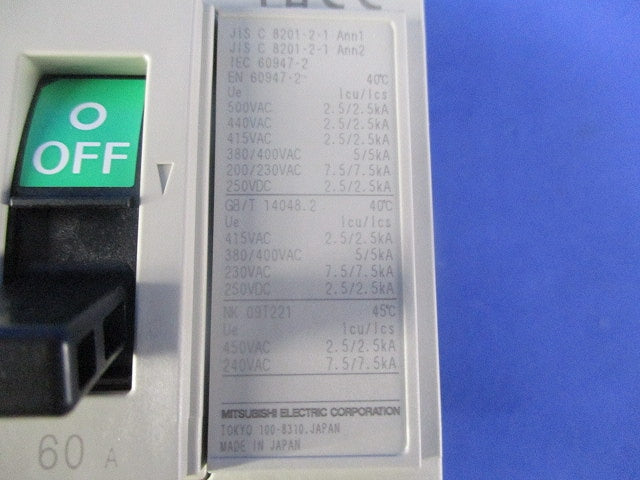 JIS C 8201-2-1 Ann1
JIS C 8201-2-1 Ann2
IEC 60947-2
EN 60947-2 40℃
Ue Icu/Ics
500VAC 2.5/2.5kA
440VAC 2.5/2.5kA
415VAC 2.5/2.5kA
380/400VAC 5/5kA
200/230VAC 7.5/7.5kA
250VDC 2.5/2.5kA
GB/T 14048.2 40℃
Ue Icu/Ics
415VAC 2.5/2.5kA
380/400VAC 5/5kA
230VAC 7.5/7.5kA
250VDC 2.5/2.5kA
NK 09T221 45℃
Ue Icu/Ics
450VAC 2.5/2.5kA
240VAC 7.5/7.5kA
MITSUBISHI ELECTRIC CORPORATION
TOKYO 100-8310,JAPAN
MADE IN JAPAN
O
OFF
60 A